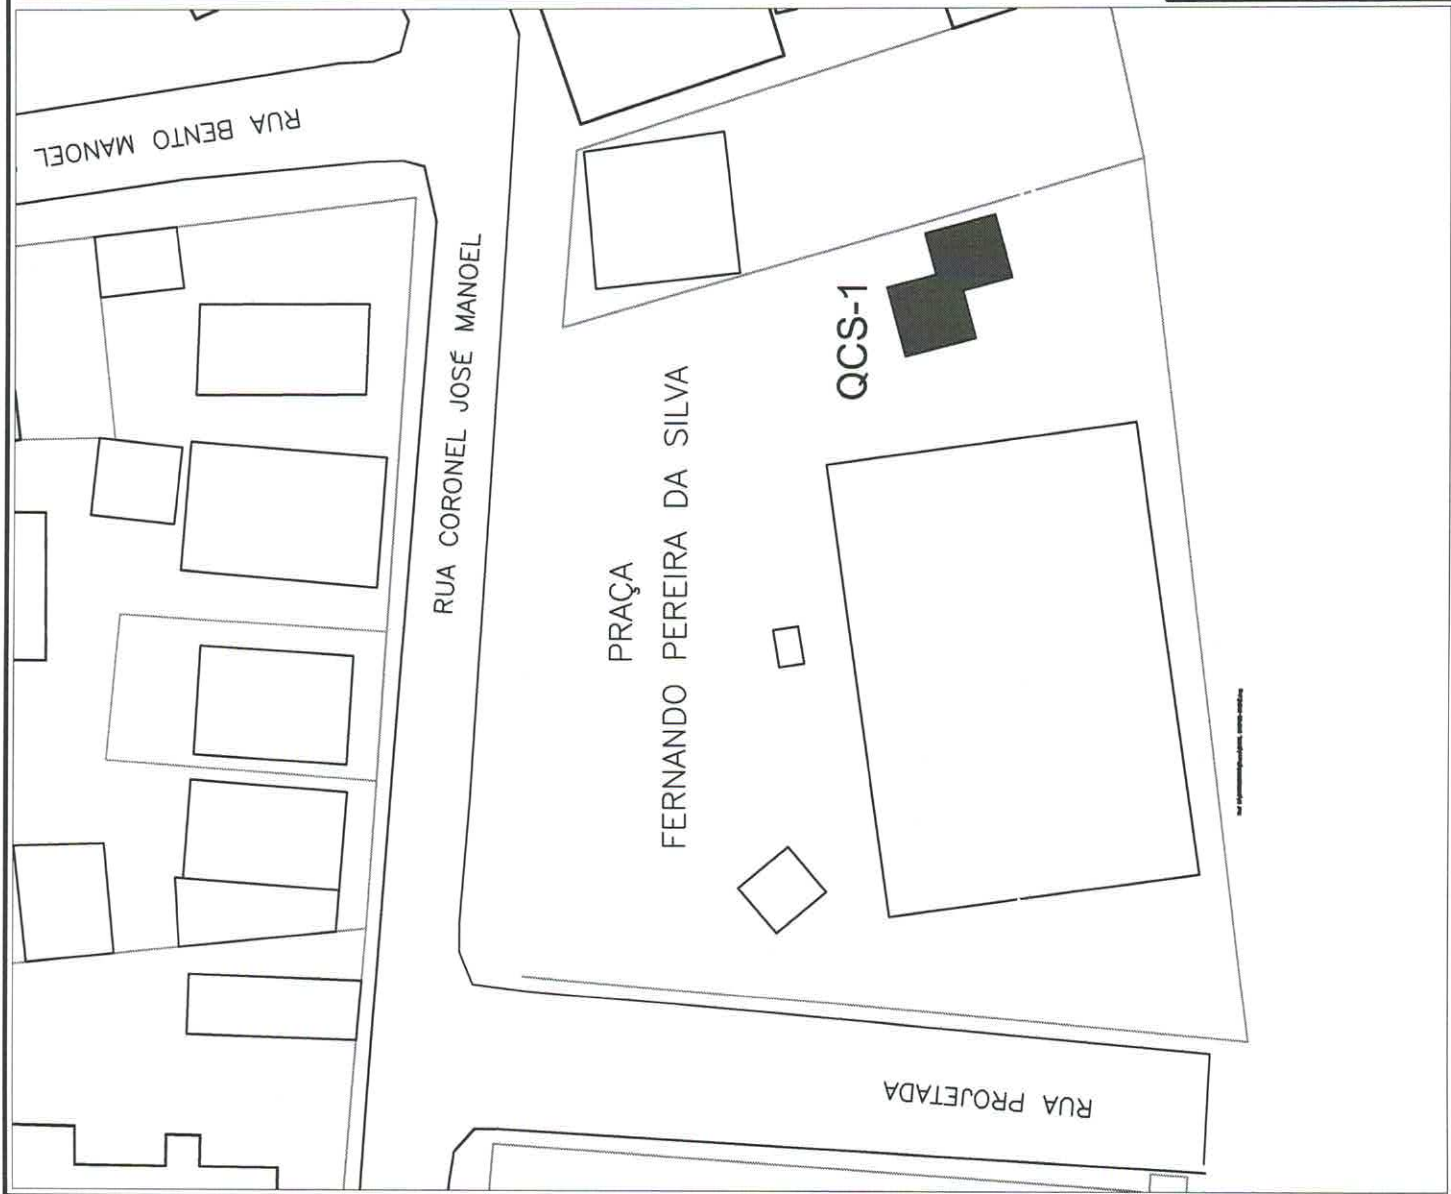 RUA BENTO MANOEL
RUA CORONEL JOSÉ MANOEL
QCS-1
PRAÇA
FERNANDO PEREIRA DA SILVA
RUA PROJETADA